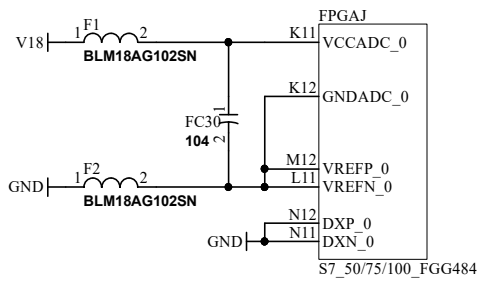 FPGAJ
F1
V18
1
2
BLM18AG102SN
K11
VCCADC_0
K12
GNDADC_0
1
FC30
104
2
M12
VREFP_0
F2
GND
1
2
L11
VREFN_0
BLM18AG102SN
N12
DXP_0
GND
N11
DXN_0
S7_50/75/100_FGG484